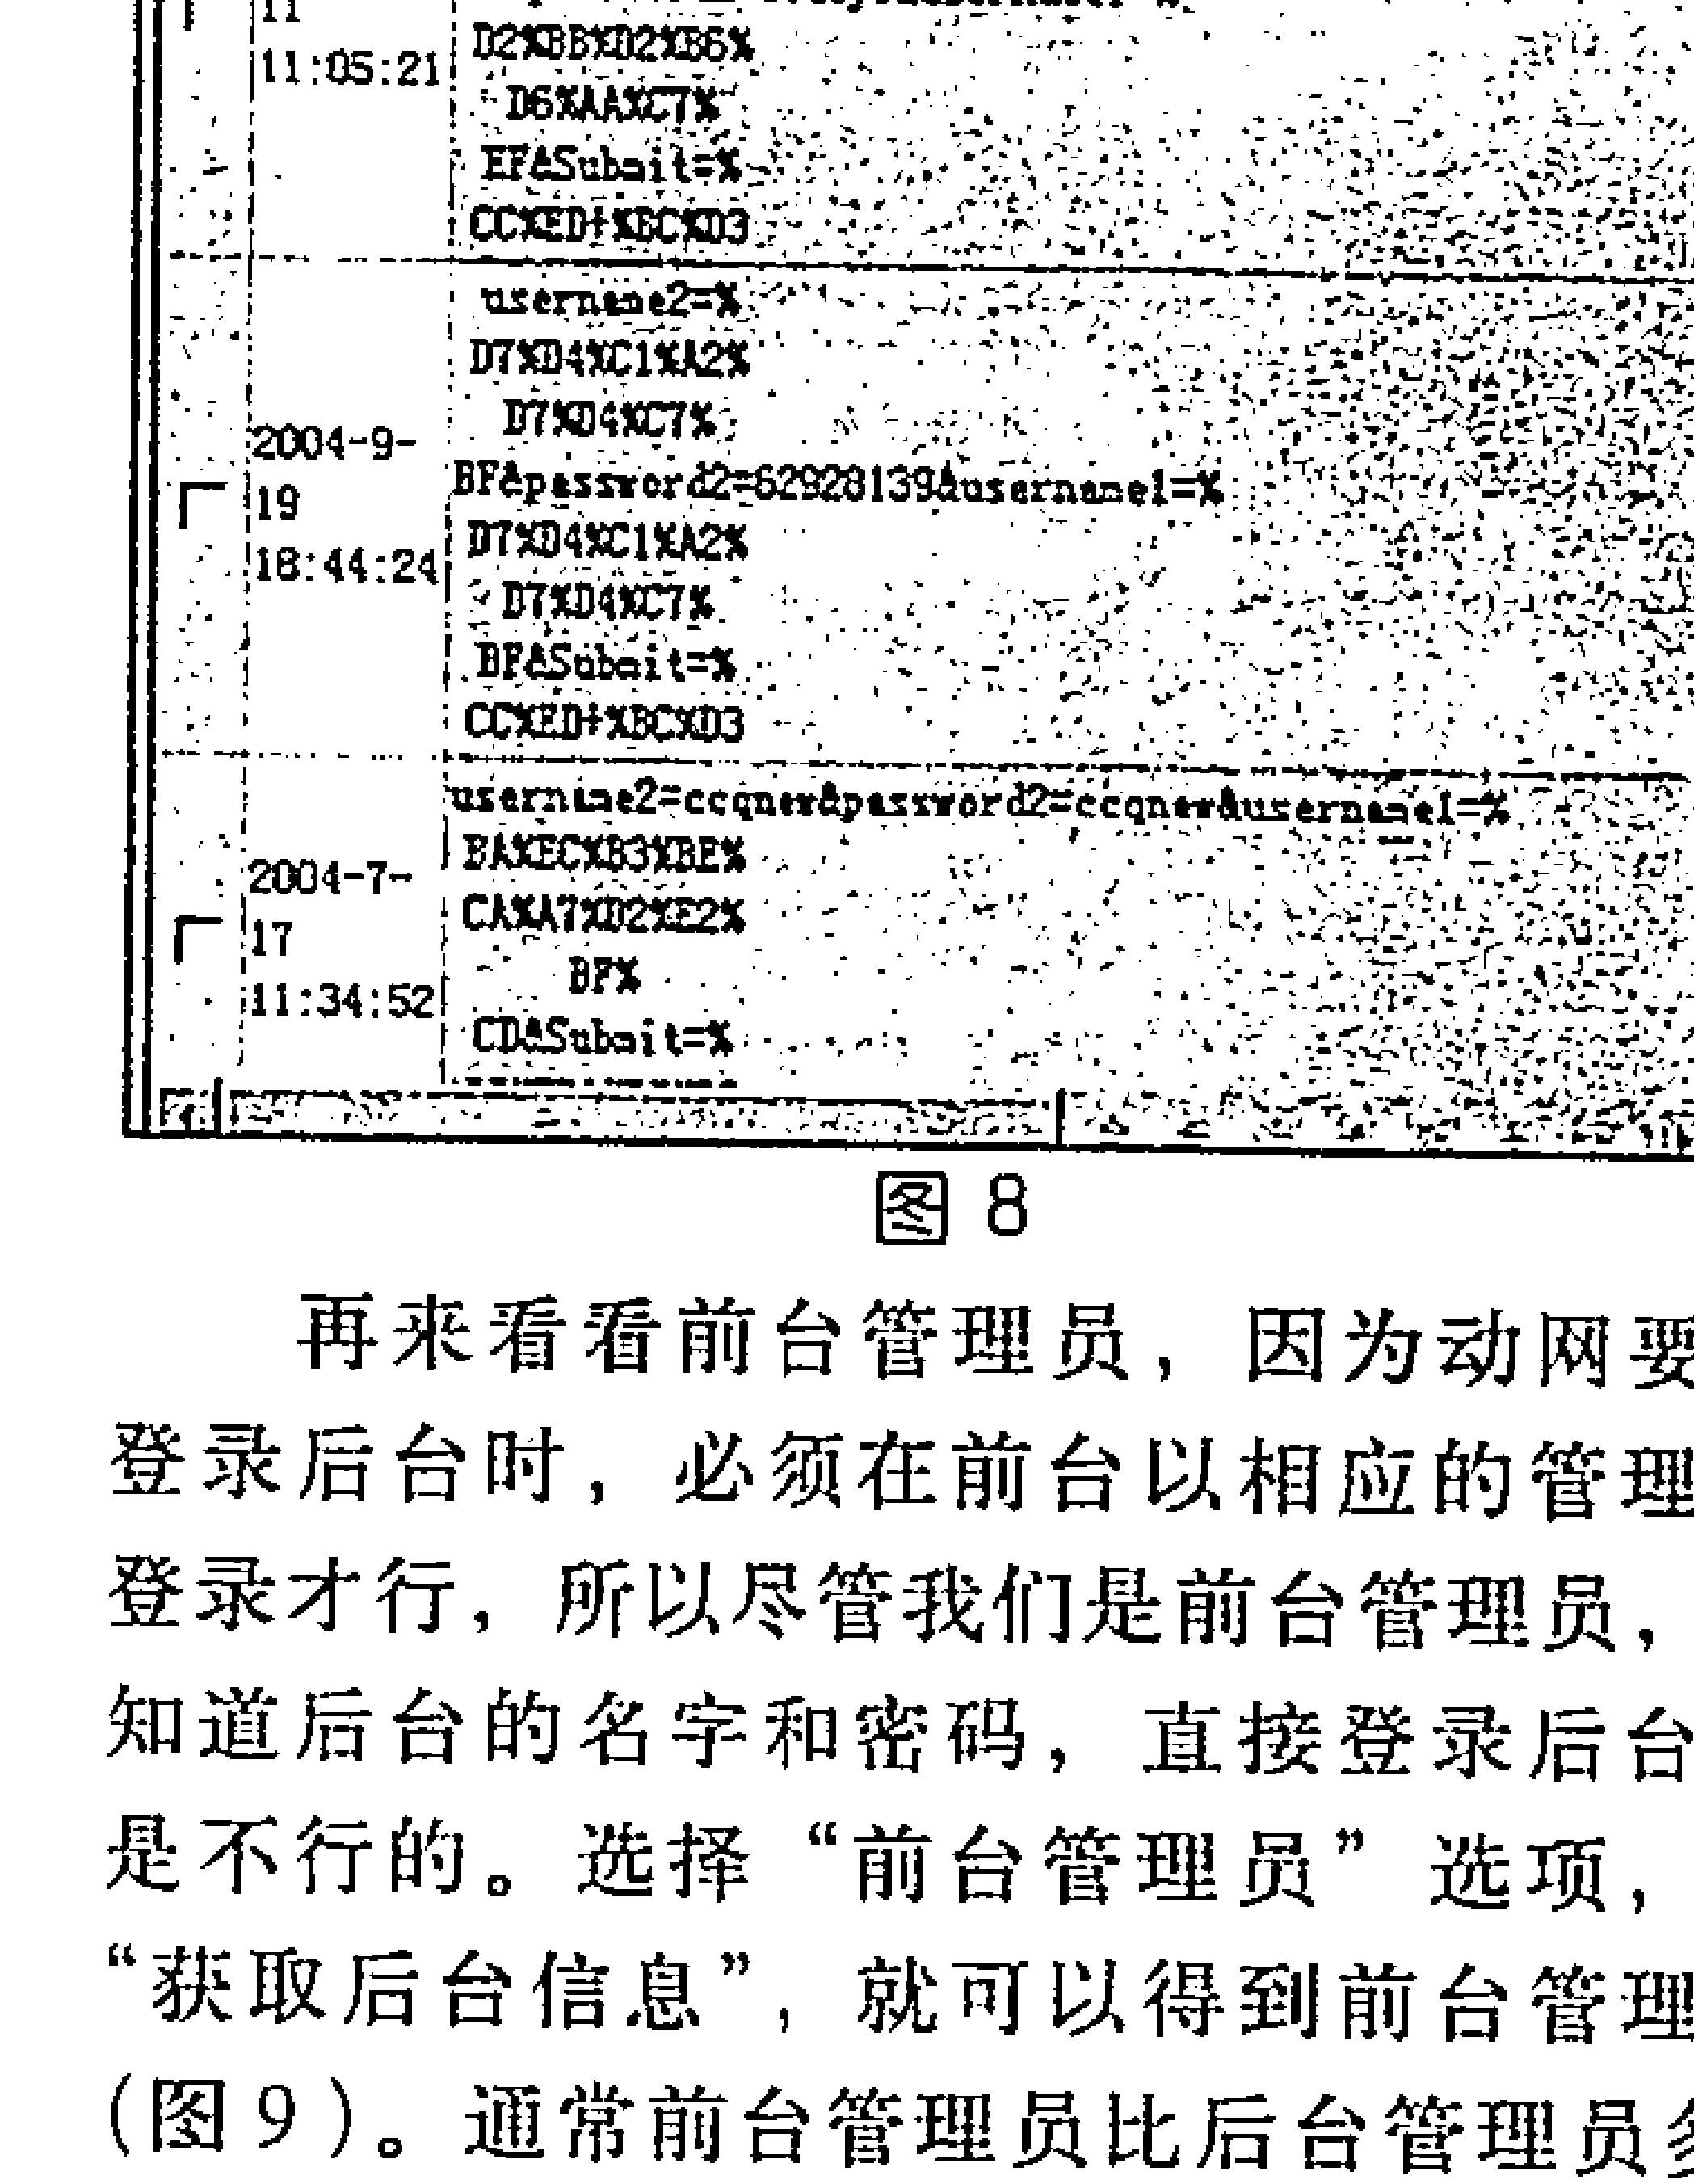 11
11:05:21
D2%BB%D2%B6%
D6%AA%C7%
EF&Submit=%
CC%ED+%BC%D3
username2=%
D7%D4%C1%A2%
D7%D4%C7%
2004-9-
BF&password2=62928139&username1=%
19
D7%D4%C1%A2%
18:44:24
D7%D4%C7%
BF&Submit=%
CC%ED+%BC%D3
username2=ccqnew&password2=ccqnew&username1=%
BA%EC%B3%BE%
2004-7-
CA%A7%D2%E2%
17
BF%
11:34:52
CD&Submit=%
图 8
再来看看前台管理员，因为动网要
登录后台时，必须在前台以相应的管理
登录才行，所以尽管我们是前台管理员，
知道后台的名字和密码，直接登录后台
是不行的。选择“前台管理员”选项，
“获取后台信息”，就可以得到前台管理
(图9)。通常前台管理员比后台管理员多